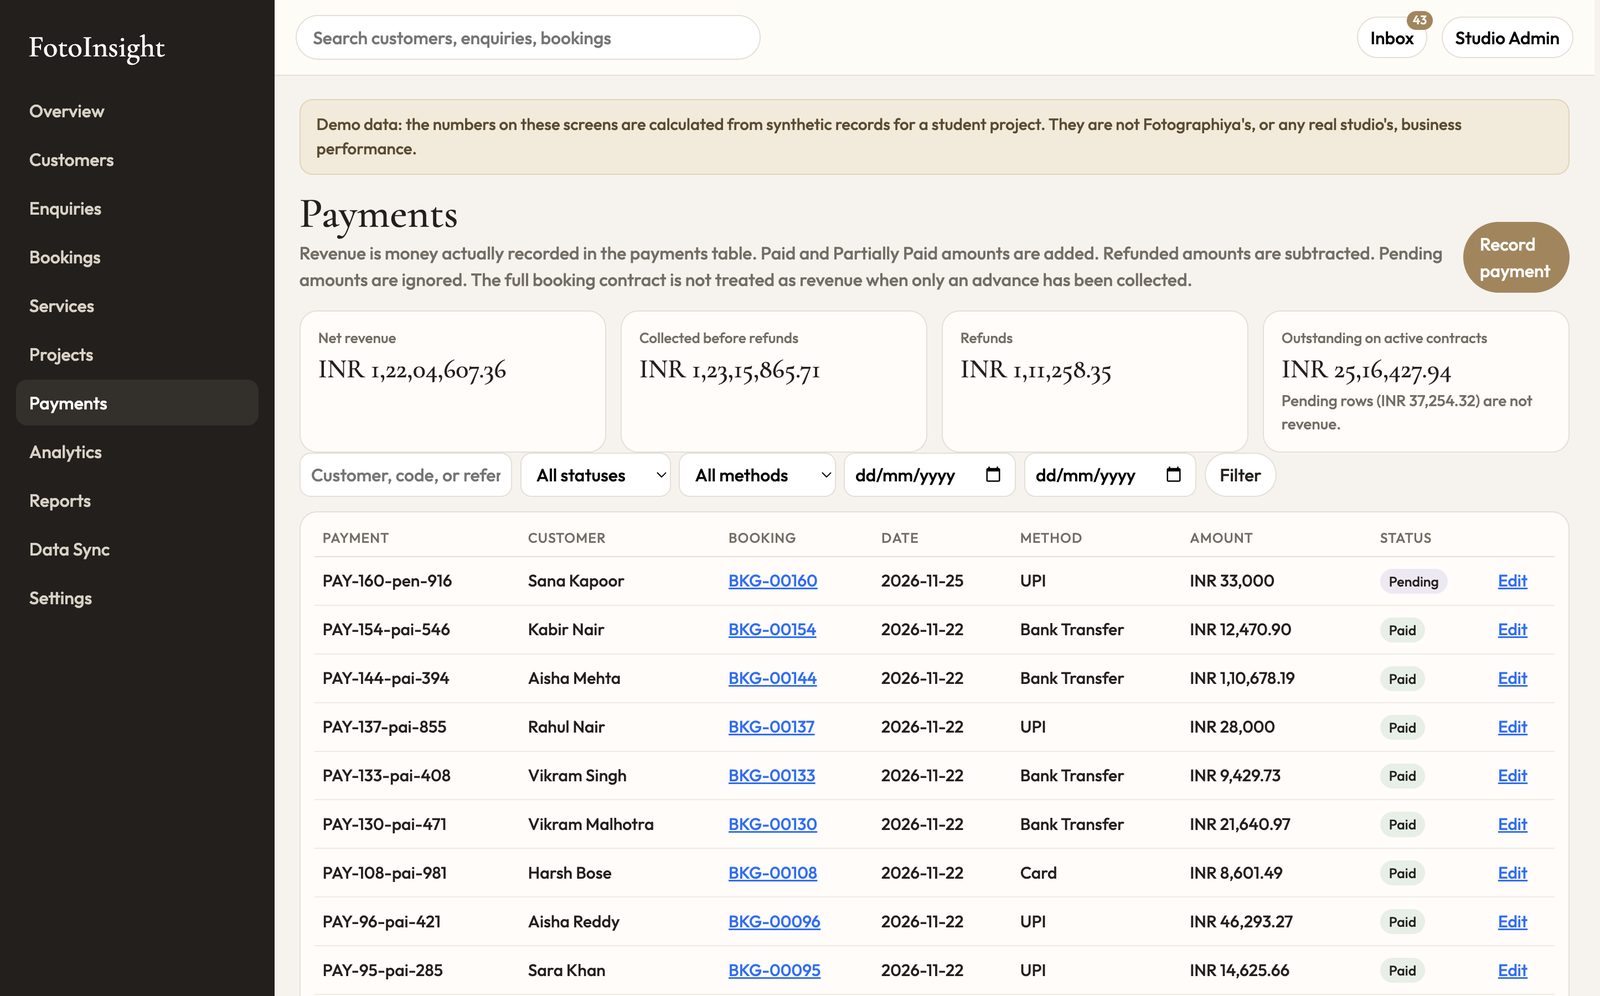 FotoInsight
Overview
Customers
Enquiries
Bookings
Services
Projects
Payments
Analytics
Reports
Data Sync
Settings
Search customers, enquiries, bookings
Inbox
43
Studio Admin
Demo data: the numbers on these screens are calculated from synthetic records for a student project. They are not Fotographiya's, or any real studio's, business
performance.
Payments
Revenue is money actually recorded in the payments table. Paid and Partially Paid amounts are added. Refunded amounts are subtracted. Pending
amounts are ignored. The full booking contract is not treated as revenue when only an advance has been collected.
Record
payment
Net revenue
INR 1,22,04,607.36
Collected before refunds
INR 1,23,15,865.71
Refunds
INR 1,11,258.35
Outstanding on active contracts
INR 25,16,427.94
Pending rows (INR 37,254.32) are not
revenue.
Customer, code, or refer All statuses All methods dd/mm/yyyy dd/mm/yyyy Filter
PAYMENT CUSTOMER BOOKING DATE METHOD AMOUNT STATUS
PAY-160-pen-916 Sana Kapoor BKG-00160 2026-11-25 UPI INR 33,000 Pending Edit
PAY-154-pai-546 Kabir Nair BKG-00154 2026-11-22 Bank Transfer INR 12,470.90 Paid Edit
PAY-144-pai-394 Aisha Mehta BKG-00144 2026-11-22 Bank Transfer INR 1,10,678.19 Paid Edit
PAY-137-pai-855 Rahul Nair BKG-00137 2026-11-22 UPI INR 28,000 Paid Edit
PAY-133-pai-408 Vikram Singh BKG-00133 2026-11-22 Bank Transfer INR 9,429.73 Paid Edit
PAY-130-pai-471 Vikram Malhotra BKG-00130 2026-11-22 Bank Transfer INR 21,640.97 Paid Edit
PAY-108-pai-981 Harsh Bose BKG-00108 2026-11-22 Card INR 8,601.49 Paid Edit
PAY-96-pai-421 Aisha Reddy BKG-00096 2026-11-22 UPI INR 46,293.27 Paid Edit
PAY-95-pai-285 Sara Khan BKG-00095 2026-11-22 UPI INR 14,625.66 Paid Edit